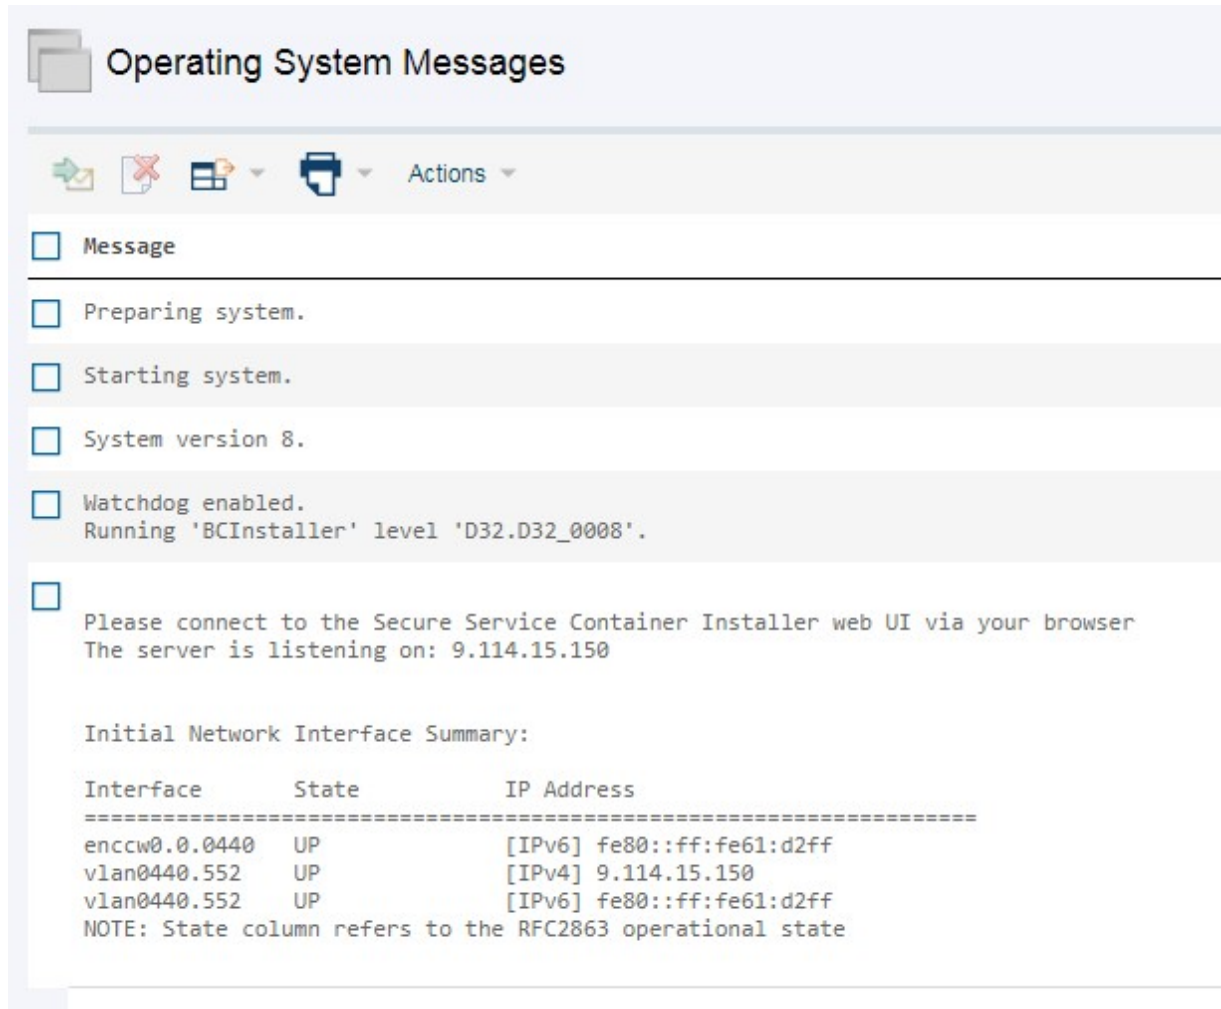 Operating System Messages
Actions
Message
Preparing system.
Starting system.
System version 8.
Watchdog enabled.
Running 'BCInstaller' level 'D32.D32_0008'.
Please connect to the Secure Service Container Installer web UI via your browser
The server is listening on: 9.114.15.150
Initial Network Interface Summary:
Interface State IP Address
====================================================================
enccw0.0.0440 UP [IPv6] fe80::ff:fe61:d2ff
vlan0440.552 UP [IPv4] 9.114.15.150
vlan0440.552 UP [IPv6] fe80::ff:fe61:d2ff
NOTE: State column refers to the RFC2863 operational state